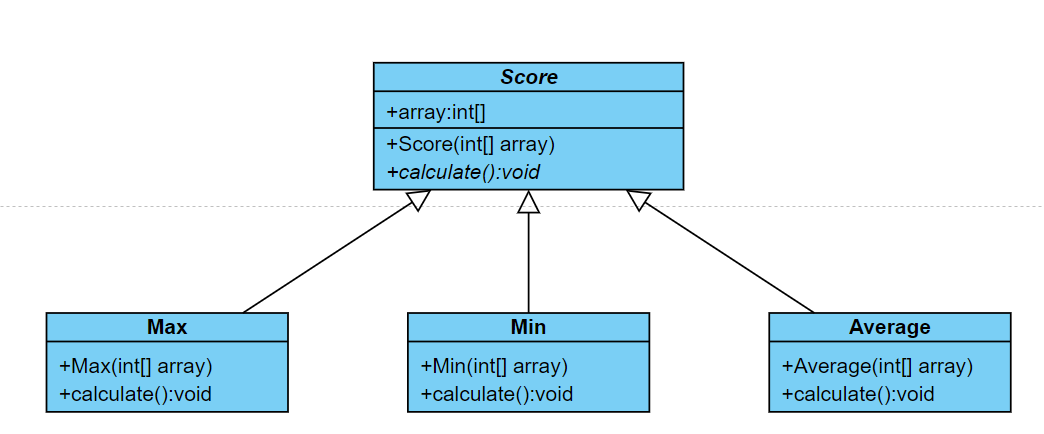 Score
+array:int[]
+Score(int[] array)
+calculate():void
Max
+Max(int[] array)
+calculate():void
Min
+Min(int[] array)
+calculate():void
Average
+Average(int[] array)
+calculate():void